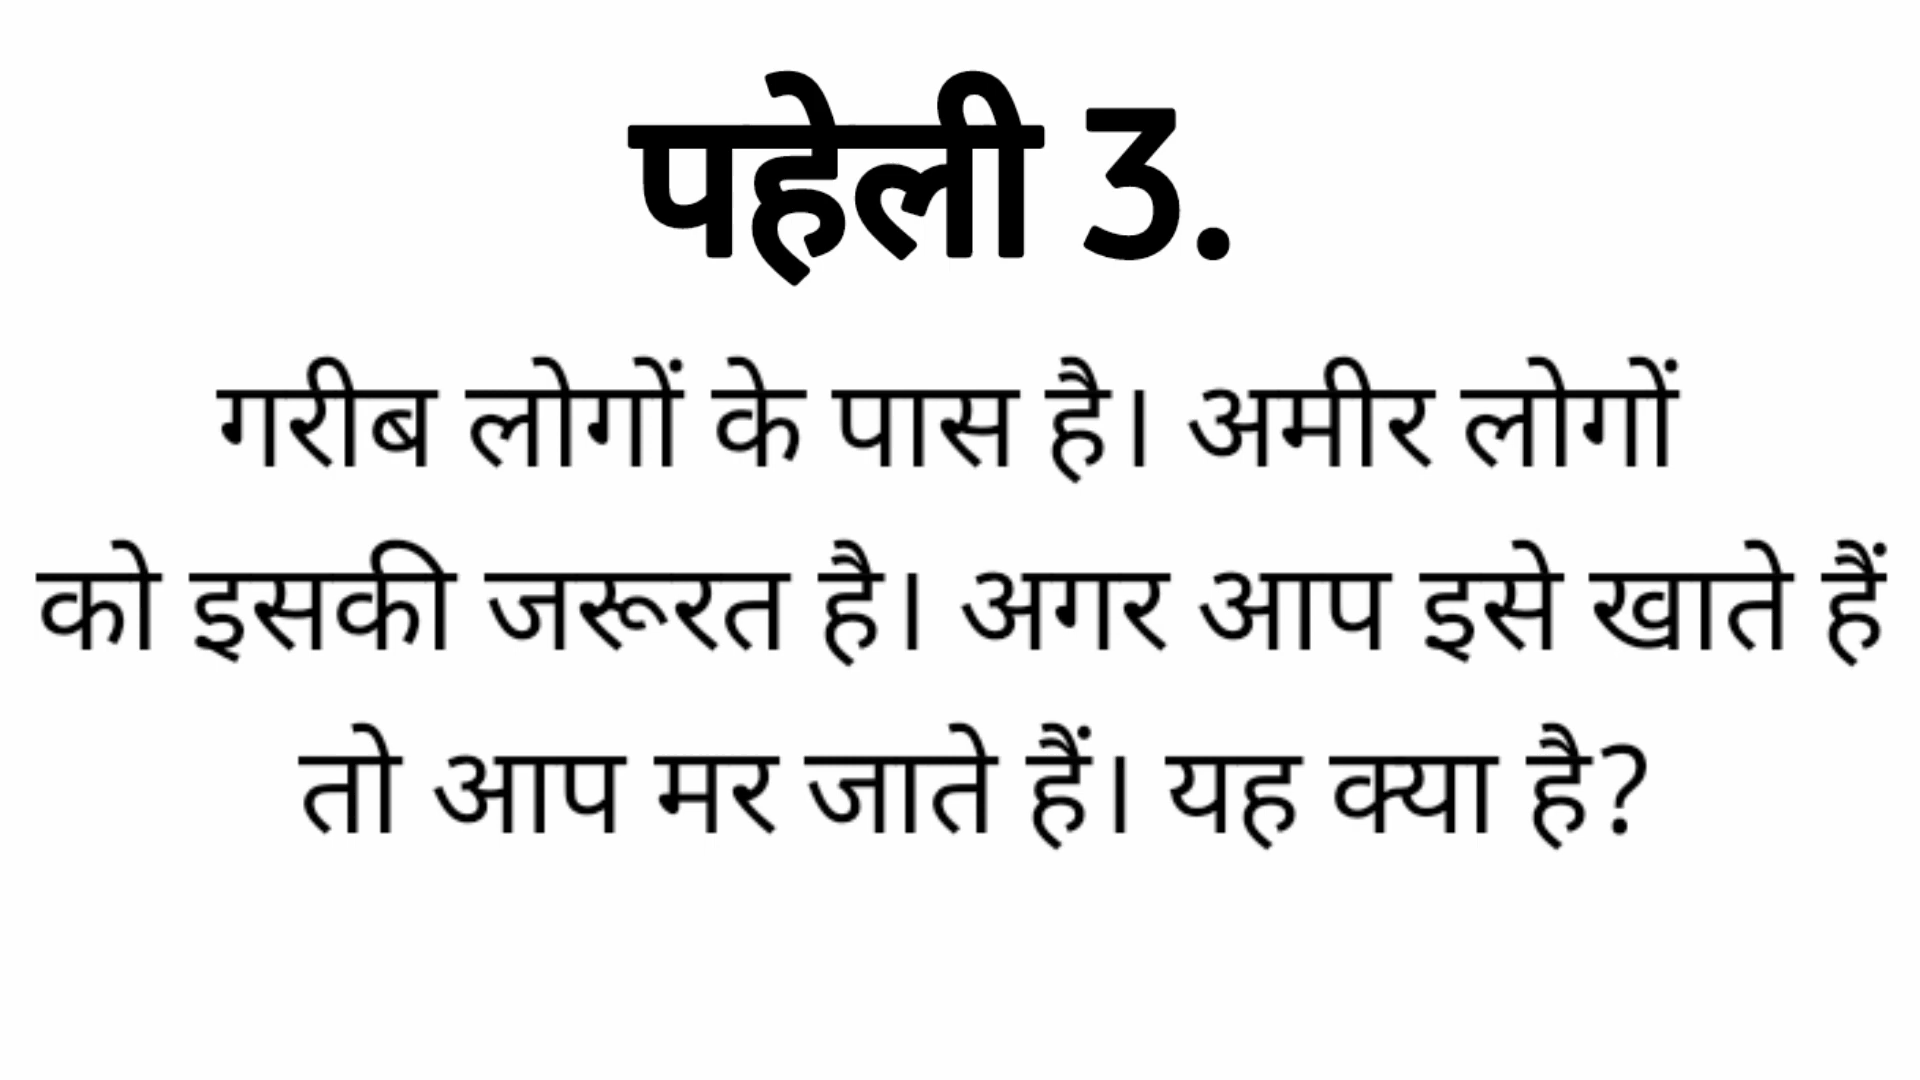 पहेली 3.
गरीब लोगों के पास है। अमीर लोगों
को इसकी जरूरत है। अगर आप इसे खाते हैं
तो आप मर जाते हैं। यह क्या है?